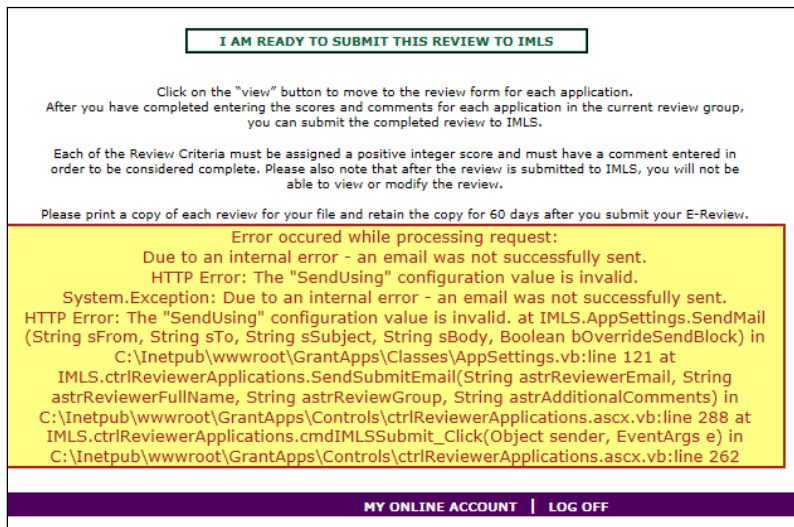 I AM READY TO SUBMIT THIS REVIEW TO IMLS
Click on the "view" button to move to the review form for each application.
After you have completed entering the scores and comments for each application in the current review group,
you can submit the completed review to IMLS.
Each of the Review Criteria must be assigned a positive integer score and must have a comment entered in
order to be considered complete. Please also note that after the review is submitted to IMLS, you will not be
able to view or modify the review.
Please print a copy of each review for your file and retain the copy for 60 days after you submit your E-Review.
Error occured while processing request:
Due to an internal error - an email was not successfully sent.
HTTP Error: The "SendUsing" configuration value is invalid.
System.Exception: Due to an internal error - an email was not successfully sent.
HTTP Error: The "SendUsing" configuration value is invalid. at IMLS.AppSettings.SendMail
(String sFrom, String sTo, String sSubject, String sBody, Boolean bOverrideSendBlock) in
C:\Inetpub\wwwroot\GrantApps\Classes\AppSettings.vb:line 121 at
IMLS.ctrlReviewerApplications.SendSubmitEmail(String astrReviewerEmail, String
astrReviewerFullName, String astrReviewGroup, String astrAdditionalComments) in
C:\Inetpub\wwwroot\GrantApps\Controls\ctrlReviewerApplications.ascx.vb:line 288 at
IMLS.ctrlReviewerApplications.cmdIMLSSubmit_Click(Object sender, EventArgs e) in
C:\Inetpub\wwwroot\GrantApps\Controls\ctrlReviewerApplications.ascx.vb:line 262
MY ONLINE ACCOUNT | LOG OFF